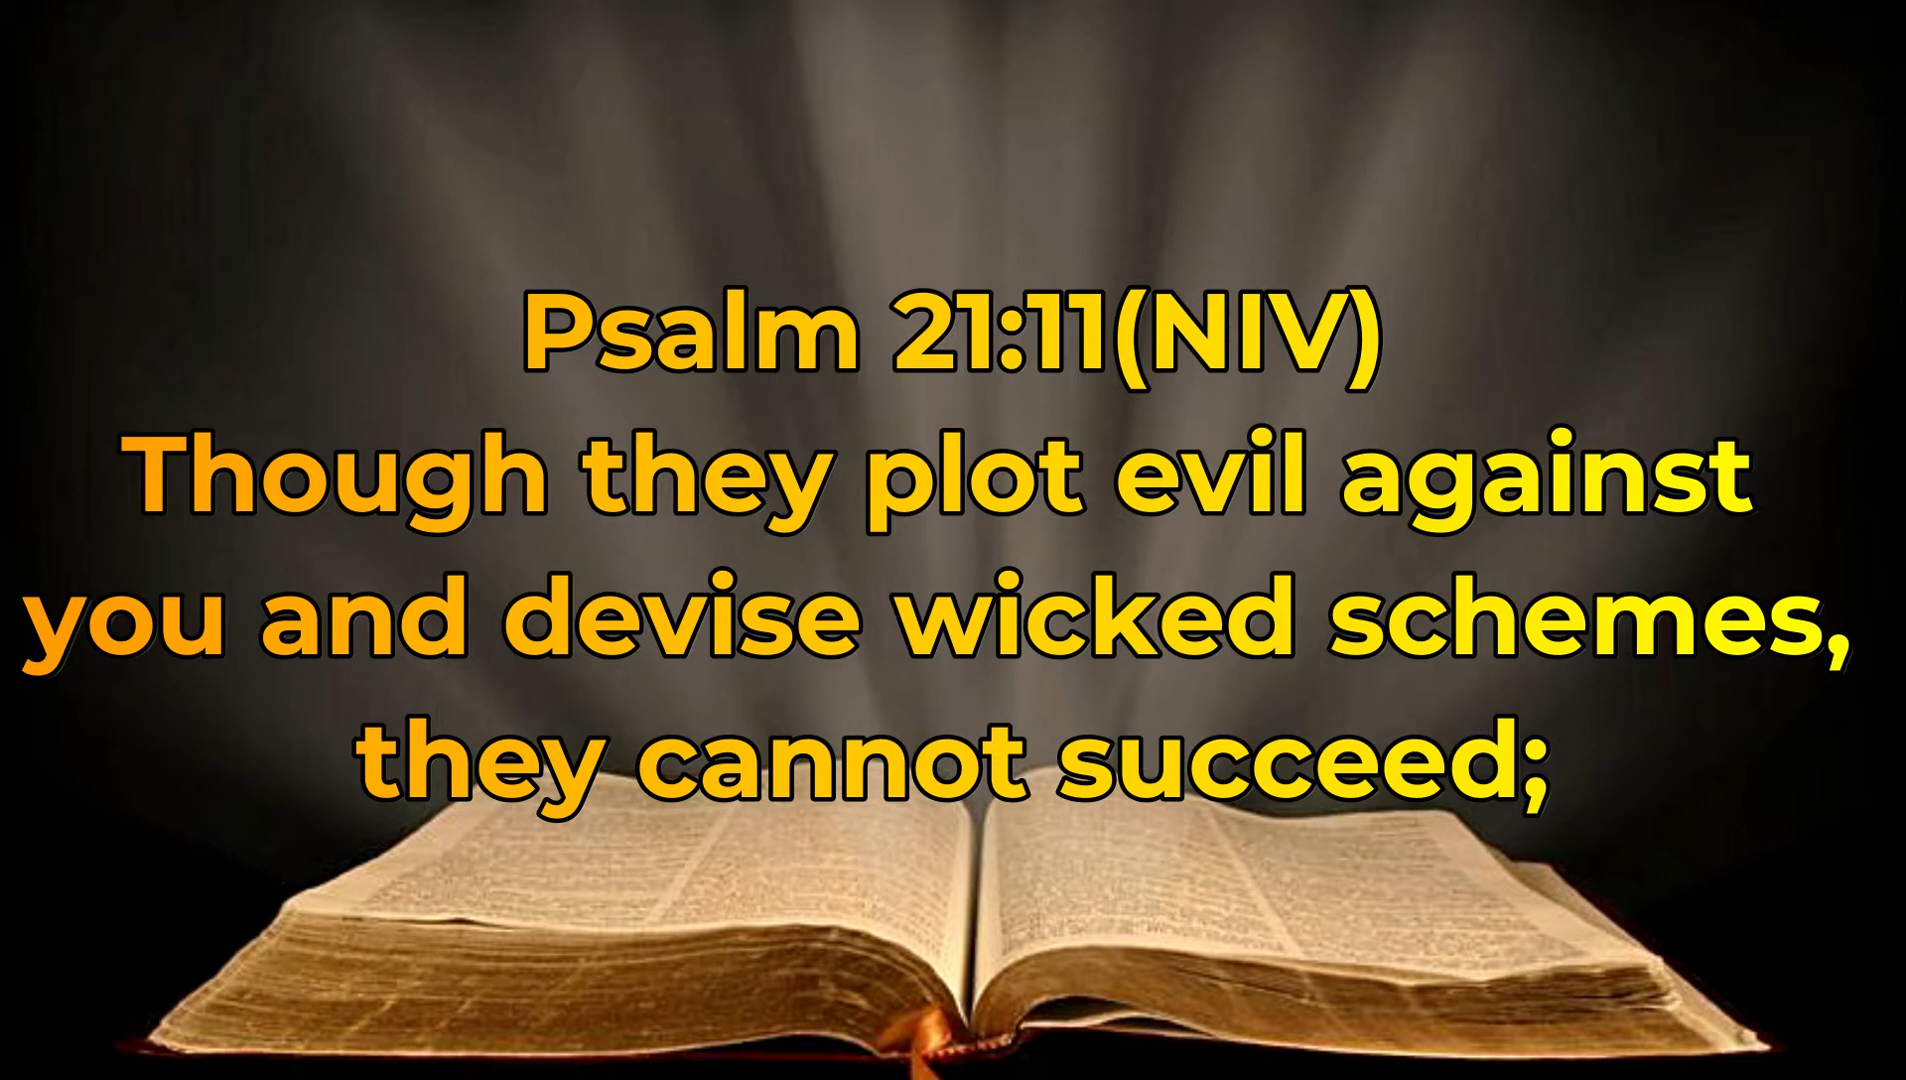 Psalm 21:11(NIV)
Though they plot evil against
you and devise wicked schemes,
they cannot succeed;